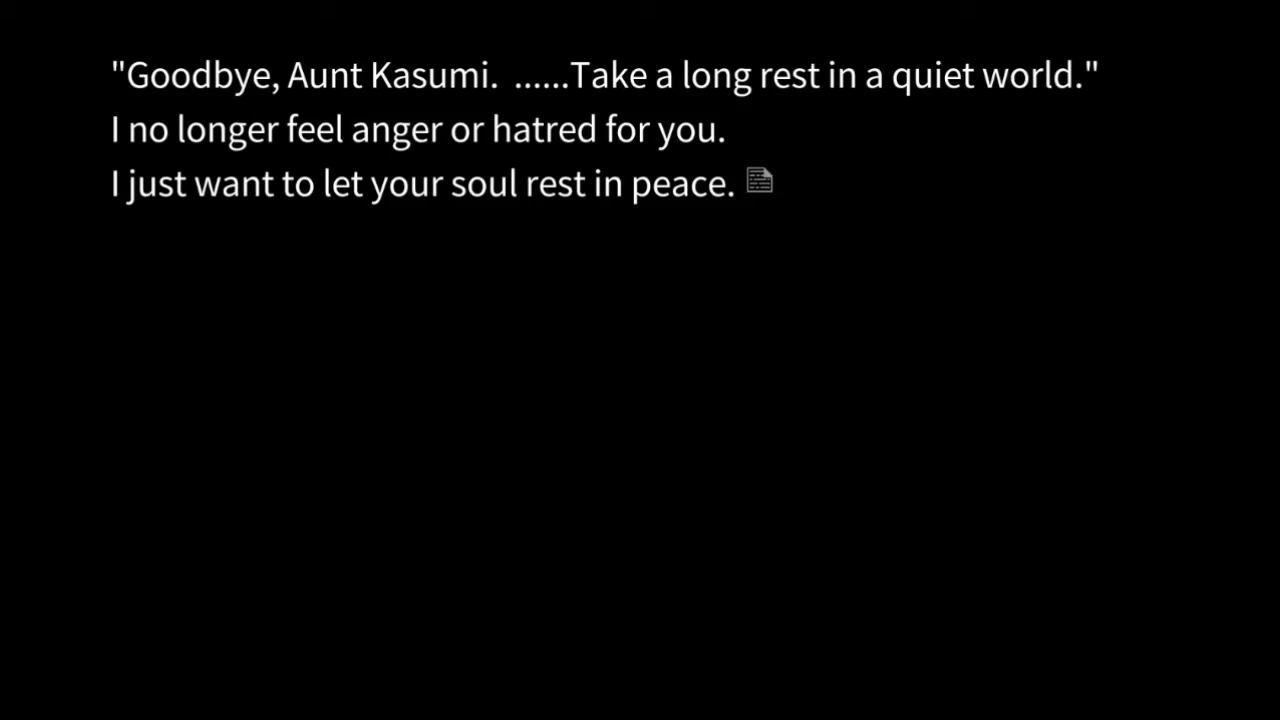 "Goodbye, Aunt Kasumi.  ......Take a long rest in a quiet world."
I no longer feel anger or hatred for you.
I just want to let your soul rest in peace.